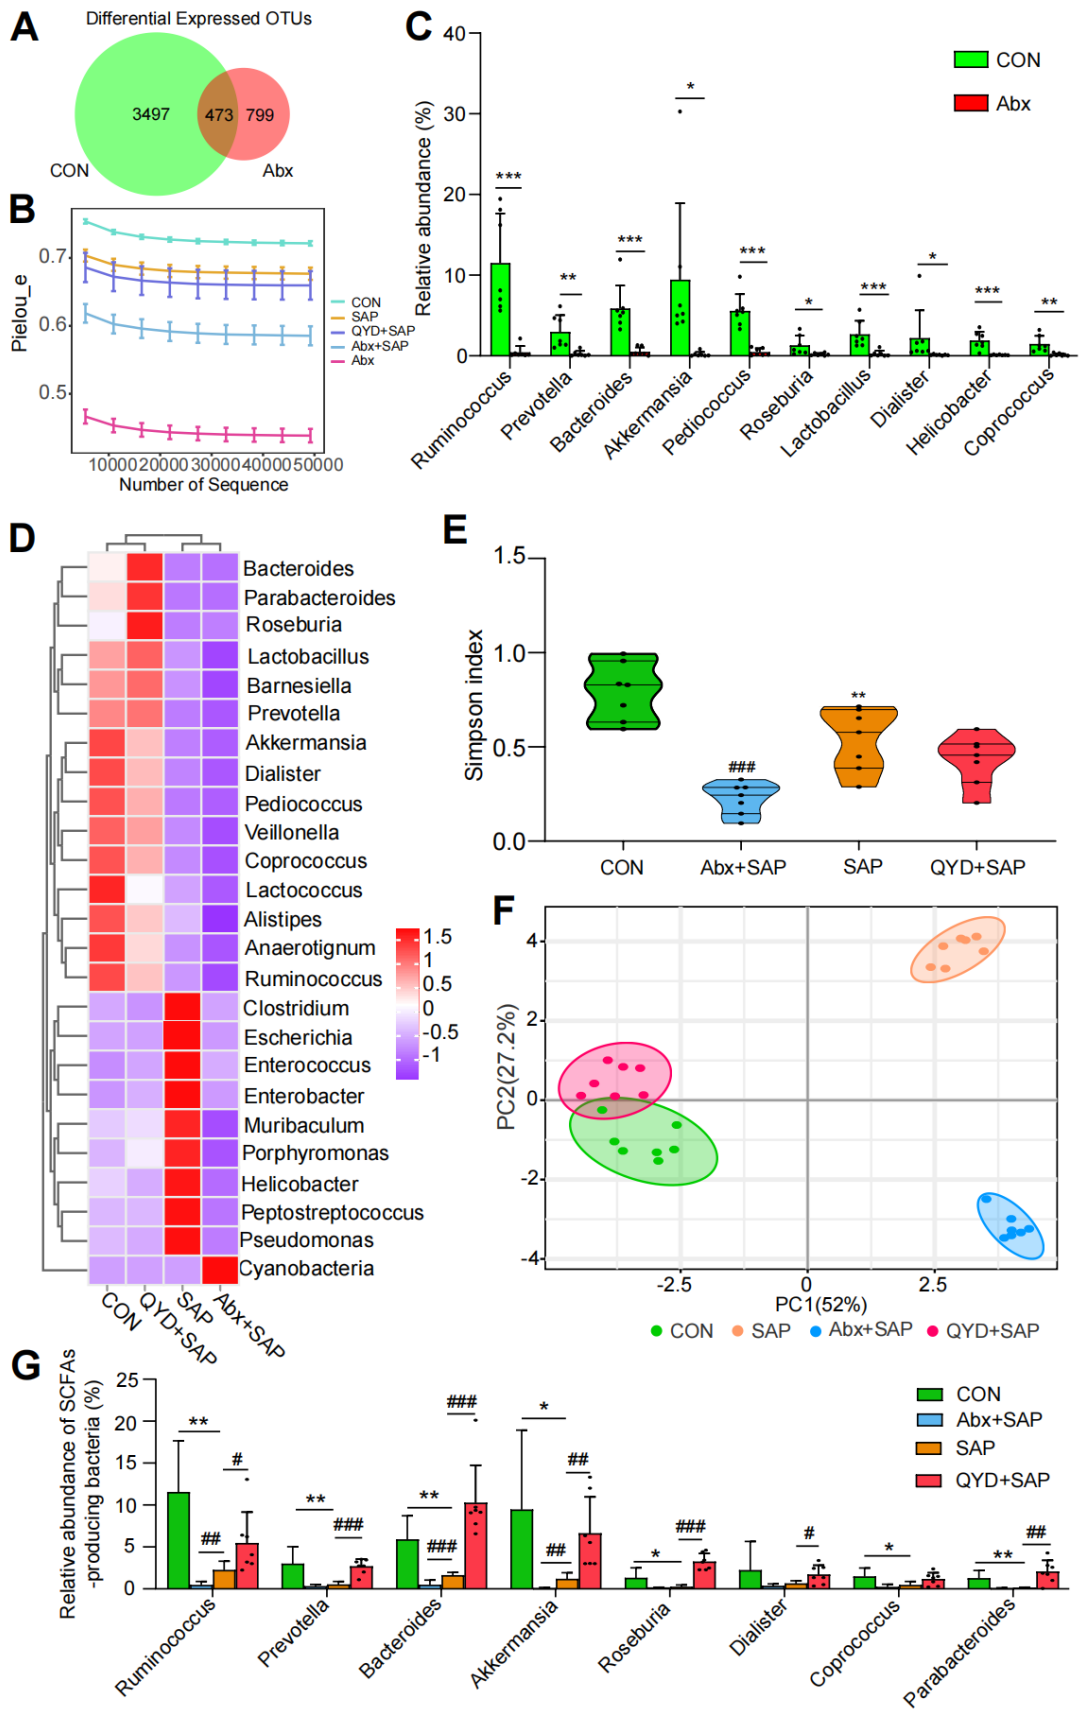 A
Differential Expressed OTUs
3497
473
799
CON
Abx
B
Pielou_e
0.7
0.6
0.5
10000 20000 30000 40000 50000
Number of Sequence
CON
SAP
QYD+SAP
Abx+SAP
Abx
C
Relative abundance (%)
40
30
20
10
0
***
**
***
*
***
*
***
*
***
**
CON
Abx
Ruminococcus
Prevotella
Bacteroides
Akkermansia
Pediococcus
Roseburia
Lactobacillus
Dialister
Helicobacter
Coprococcus
D
Bacteroides
Parabacteroides
Roseburia
Lactobacillus
Barnesiella
Prevotella
Akkermansia
Dialister
Pediococcus
Veillonella
Coprococcus
Lactococcus
Alistipes
Anaerotignum
Ruminococcus
Clostridium
Escherichia
Enterococcus
Enterobacter
Muribaculum
Porphyromonas
Helicobacter
Peptostreptococcus
Pseudomonas
Cyanobacteria
CON
QYD+SAP
SAP
Abx+SAP
1.5
1
0.5
0
-0.5
-1
E
Simpson index
1.5
1.0
0.5
0.0
###
**
CON
Abx+SAP
SAP
QYD+SAP
F
PC2(27.2%)
4
2
0
-2
-4
-2.5
0
2.5
PC1(52%)
CON
SAP
Abx+SAP
QYD+SAP
G
Relative abundance of SCFAs
-producing bacteria (%)
25
20
15
10
5
0
**
##
#
**
###
**
###
###
*
##
##
*
###
#
*
**
##
CON
Abx+SAP
SAP
QYD+SAP
Ruminococcus
Prevotella
Bacteroides
Akkermansia
Roseburia
Dialister
Coprococcus
Parabacteroides